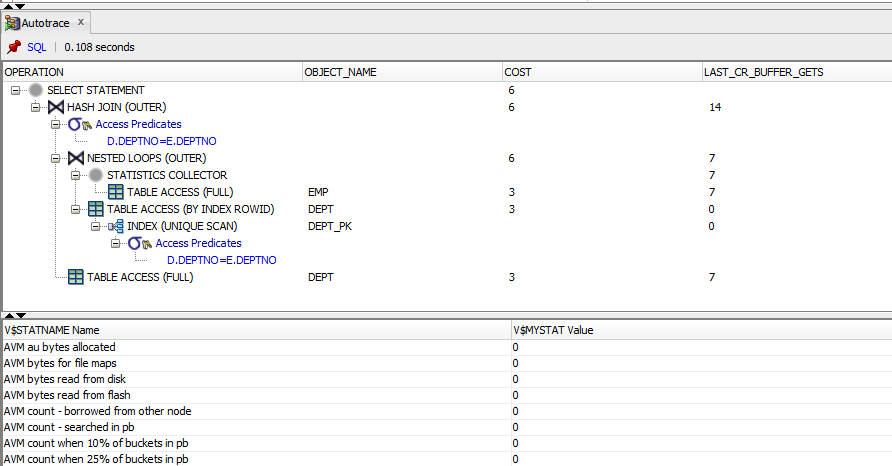 Autotrace x
SQL | 0.108 seconds
OPERATION OBJECT_NAME COST LAST_CR_BUFFER_GETS
SELECT STATEMENT 6
HASH JOIN (OUTER) 6 14
Access Predicates
D.DEPTNO=E.DEPTNO
NESTED LOOPS (OUTER) 6 7
STATISTICS COLLECTOR 7
TABLE ACCESS (FULL) EMP 3 7
TABLE ACCESS (BY INDEX ROWID) DEPT 3 0
INDEX (UNIQUE SCAN) DEPT_PK 0
Access Predicates
D.DEPTNO=E.DEPTNO
TABLE ACCESS (FULL) DEPT 3 7
V$STATNAME Name V$MYSTAT Value
AVM au bytes allocated 0
AVM bytes for file maps 0
AVM bytes read from disk 0
AVM bytes read from flash 0
AVM count - borrowed from other node 0
AVM count - searched in pb 0
AVM count when 10% of buckets in pb 0
AVM count when 25% of buckets in pb 0